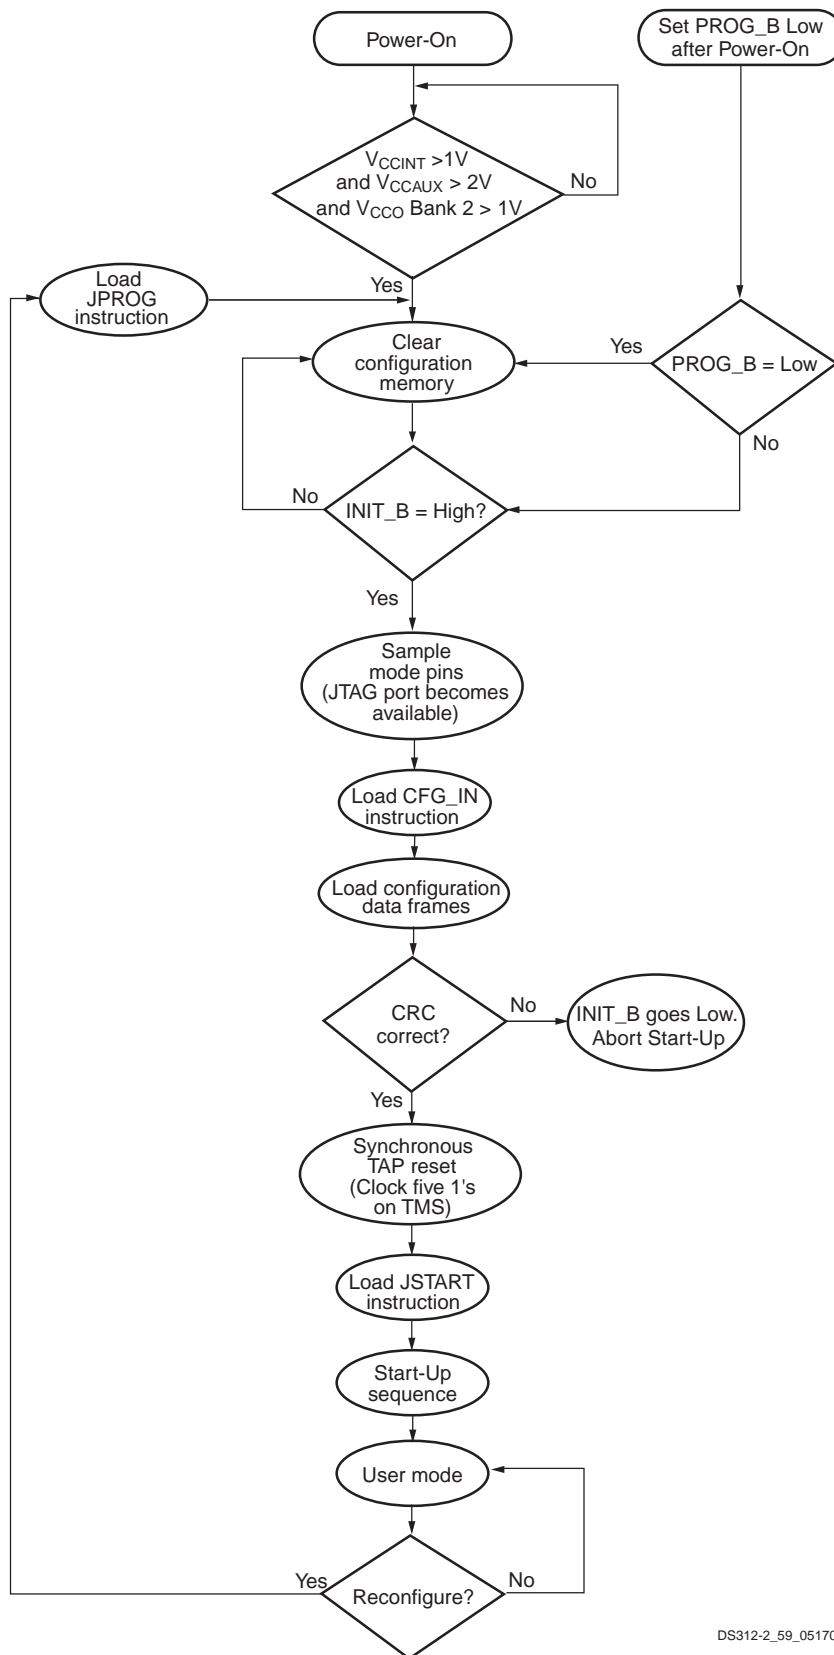 Power-On
Set PROG_B Low
after Power-On
VCCINT >1V
and VCCAUX > 2V
and VCCO Bank 2 > 1V
No
Yes
Load
JPROG
instruction
Clear
configuration
memory
Yes
PROG_B = Low
No
No
INIT_B = High?
Yes
Sample
mode pins
(JTAG port becomes
available)
Load CFG_IN
instruction
Load configuration
data frames
CRC
correct?
No
INIT_B goes Low.
Abort Start-Up
Yes
Synchronous
TAP reset
(Clock five 1's
on TMS)
Load JSTART
instruction
Start-Up
sequence
User mode
Yes
Reconfigure?
No
DS312-2_59_05170